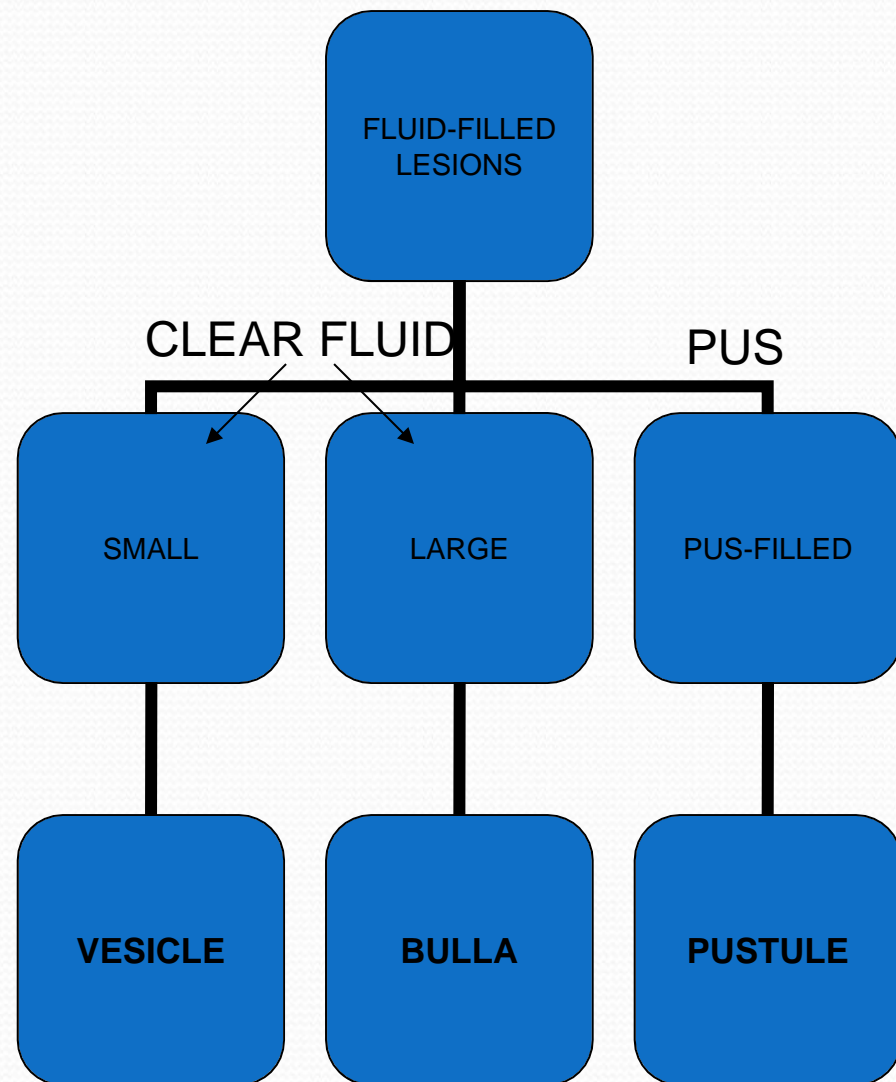 FLUID-FILLED
LESIONS
CLEAR FLUID
PUS
SMALL
LARGE
PUS-FILLED
VESICLE
BULLA
PUSTULE